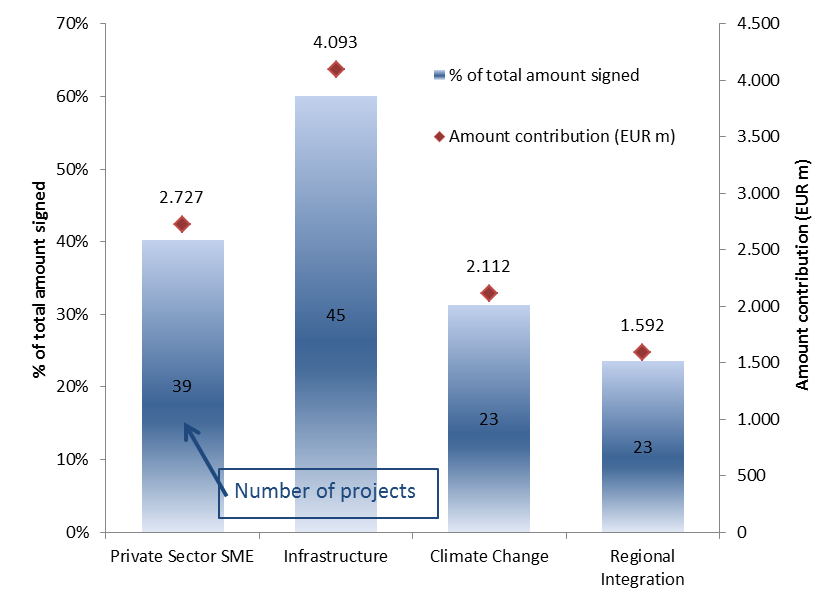 70%
60%
50%
40%
30%
20%
10%
0%
% of total amount signed
4.500
4.000
3.500
3.000
2.500
2.000
1.500
1.000
500
0
Amount contribution (EUR m)
% of total amount signed
Amount contribution (EUR m)
2.727
4.093
2.112
1.592
39
45
23
23
Number of projects
Private Sector SME
Infrastructure
Climate Change
Regional
Integration